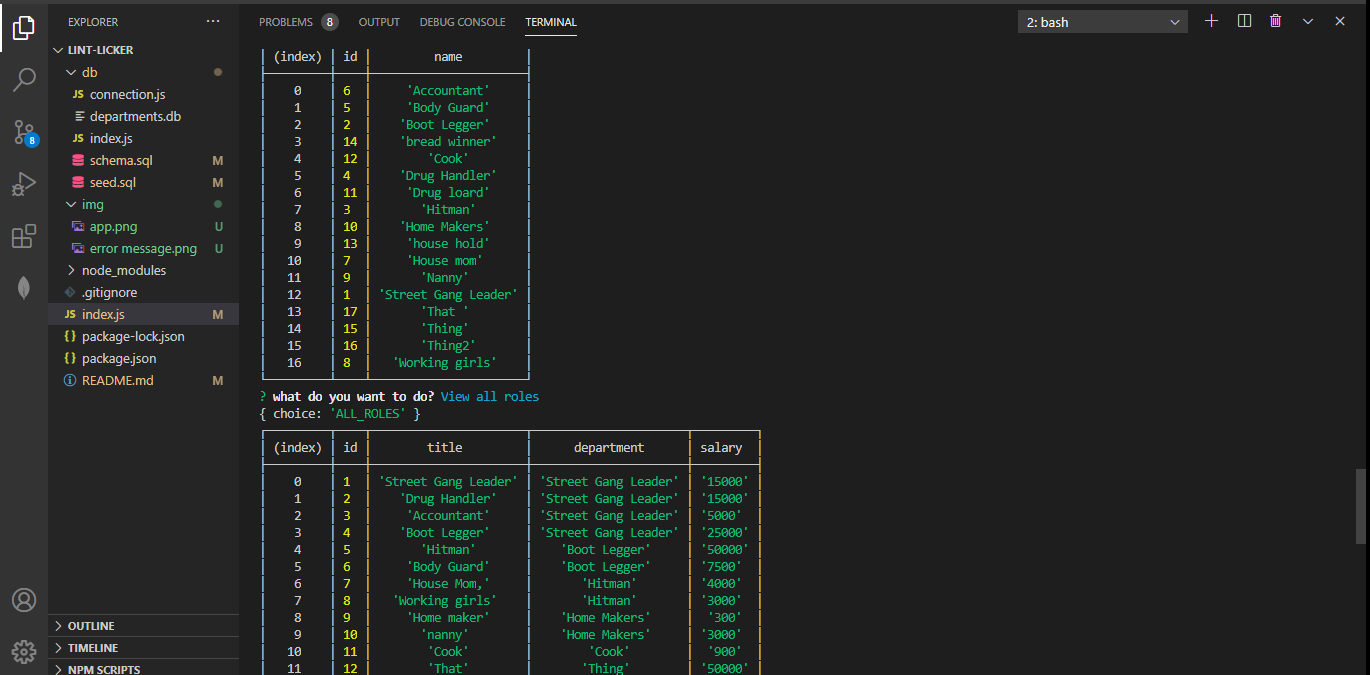 EXPLORER ···
LINT-LICKER
db
JS connection.js
departments.db
JS index.js
schema.sql M
seed.sql M
img
app.png U
error message.png U
node_modules
.gitignore
JS index.js M
{} package-lock.json
{} package.json
README.md M
OUTLINE
TIMELINE
NPM SCRIPTS
8
PROBLEMS 8 OUTPUT DEBUG CONSOLE TERMINAL 2: bash
(index) id name
0 6 'Accountant'
1 5 'Body Guard'
2 2 'Boot Legger'
3 14 'bread winner'
4 12 'Cook'
5 4 'Drug Handler'
6 11 'Drug loard'
7 3 'Hitman'
8 10 'Home Makers'
9 13 'house hold'
10 7 'House mom'
11 9 'Nanny'
12 1 'Street Gang Leader'
13 17 'That '
14 15 'Thing'
15 16 'Thing2'
16 8 'Working girls'
? what do you want to do? View all roles
{ choice: 'ALL_ROLES' }
(index) id title department salary
0 1 'Street Gang Leader' 'Street Gang Leader' '15000'
1 2 'Drug Handler' 'Street Gang Leader' '15000'
2 3 'Accountant' 'Street Gang Leader' '5000'
3 4 'Boot Legger' 'Street Gang Leader' '25000'
4 5 'Hitman' 'Boot Legger' '50000'
5 6 'Body Guard' 'Boot Legger' '7500'
6 7 'House Mom,' 'Hitman' '4000'
7 8 'Working girls' 'Hitman' '3000'
8 9 'Home maker' 'Home Makers' '300'
9 10 'nanny' 'Home Makers' '3000'
10 11 'Cook' 'Cook' '900'
11 12 'That' 'Thing' '50000'